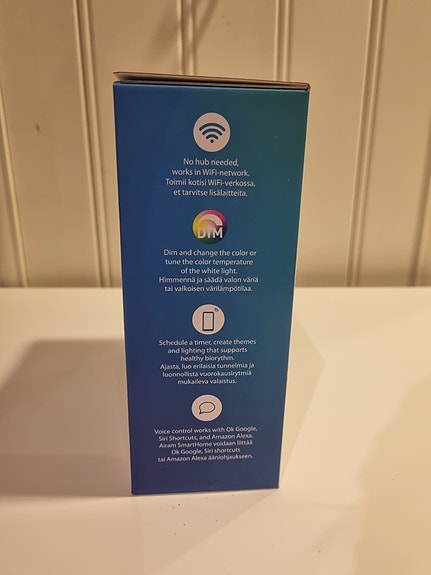 No hub needed,
works in WiFi-network.
Toimii kotisi WiFi-verkossa,
et tarvitse lisälaitteita.
DIM
Dim and change the color or
tune the color temperature
of the white light.
Himmennä ja säädä valon väriä
tai valkoisen värilämpötilaa.
Schedule a timer, create themes
and lighting that supports
healthy biorythm.
Ajasta, luo erilaisia tunnelmia ja
luonnollista vuorokausirytmiä
mukaileva valaistus.
Voice control works with Ok Google,
Siri Shortcuts, and Amazon Alexa.
Airam SmartHome voidaan liittää
Ok Google, Siri shortcuts
tai Amazon Alexa ääniohjaukseen.